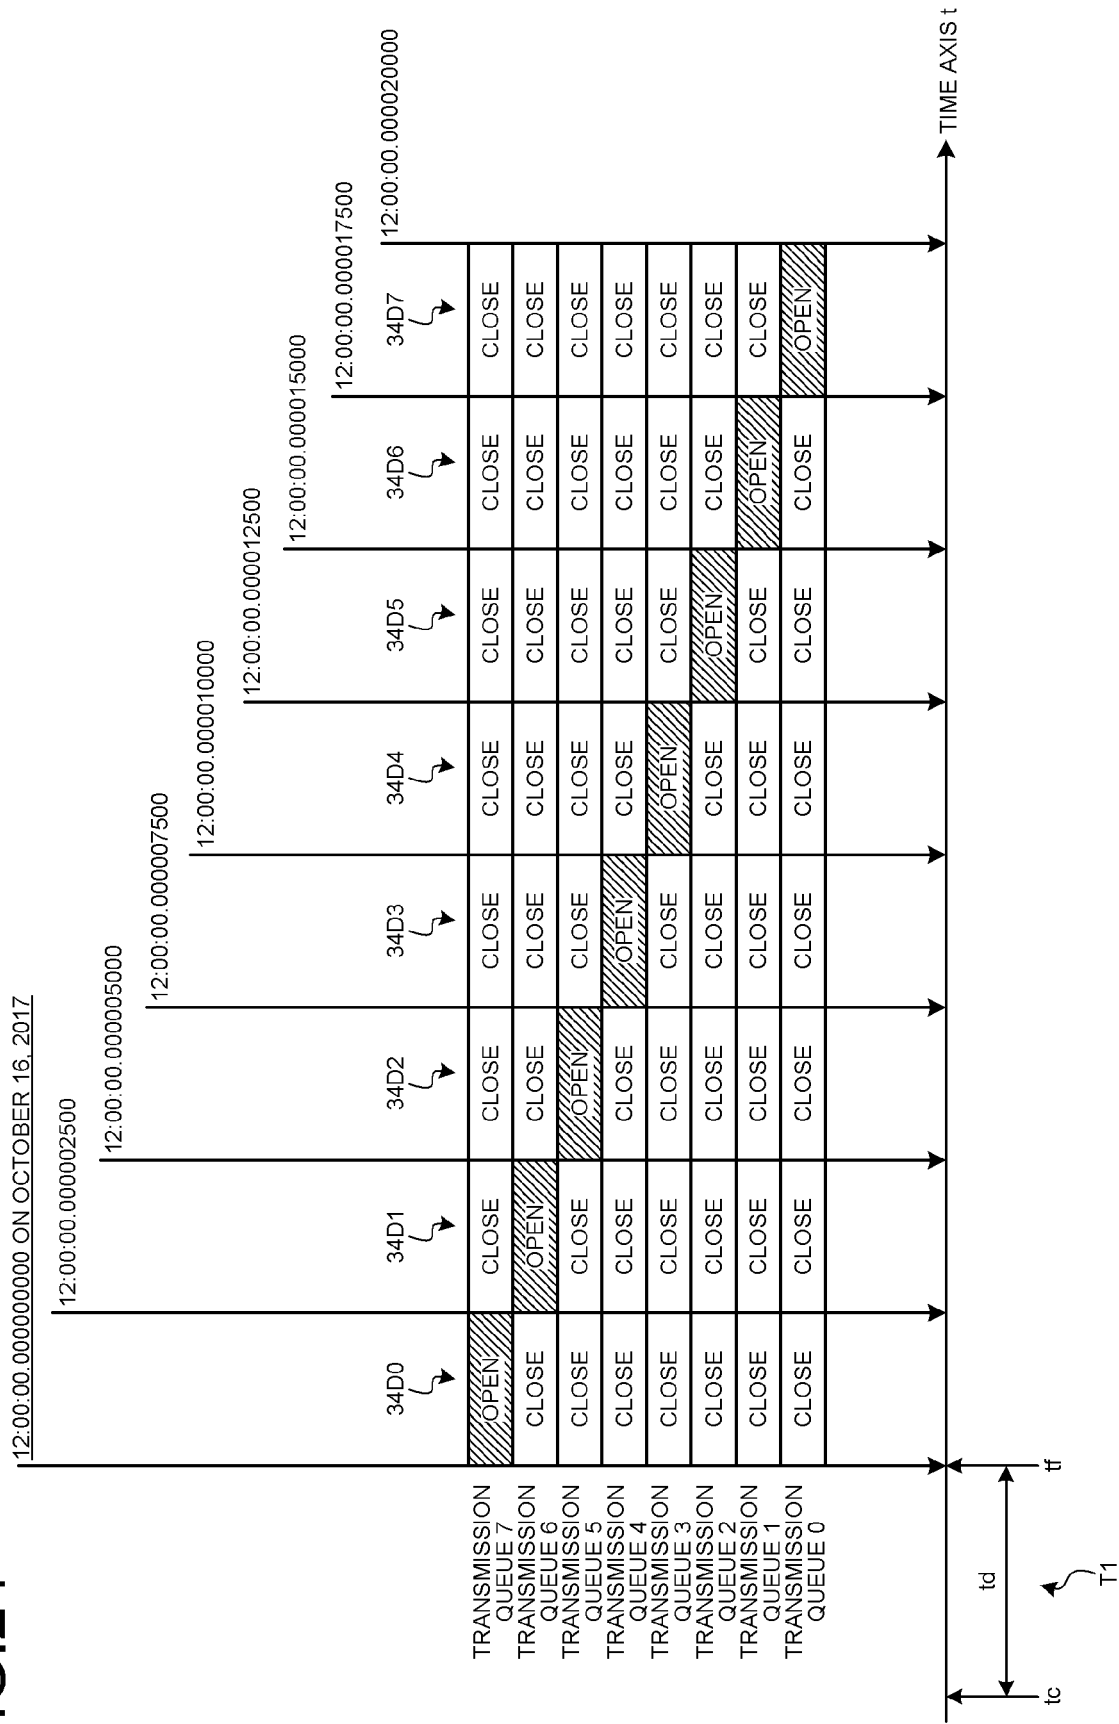 12:00:00.000000000 ON OCTOBER 16, 2017
12:00:00.000002500
12:00:00.000005000
12:00:00.000007500
12:00:00.000010000
12:00:00.000012500
12:00:00.000015000
12:00:00.000017500
12:00:00.000020000
34D0 34D1 34D2 34D3 34D4 34D5 34D6 34D7
TRANSMISSION
QUEUE 7
OPEN CLOSE CLOSE CLOSE CLOSE CLOSE CLOSE CLOSE
TRANSMISSION
QUEUE 6
CLOSE OPEN CLOSE CLOSE CLOSE CLOSE CLOSE CLOSE
TRANSMISSION
QUEUE 5
CLOSE CLOSE OPEN CLOSE CLOSE CLOSE CLOSE CLOSE
TRANSMISSION
QUEUE 4
CLOSE CLOSE CLOSE OPEN CLOSE CLOSE CLOSE CLOSE
TRANSMISSION
QUEUE 3
CLOSE CLOSE CLOSE CLOSE OPEN CLOSE CLOSE CLOSE
TRANSMISSION
QUEUE 2
CLOSE CLOSE CLOSE CLOSE CLOSE OPEN CLOSE CLOSE
TRANSMISSION
QUEUE 1
CLOSE CLOSE CLOSE CLOSE CLOSE CLOSE OPEN CLOSE
TRANSMISSION
QUEUE 0
CLOSE CLOSE CLOSE CLOSE CLOSE CLOSE CLOSE OPEN
TIME AXIS t
td
tc
tf
T1